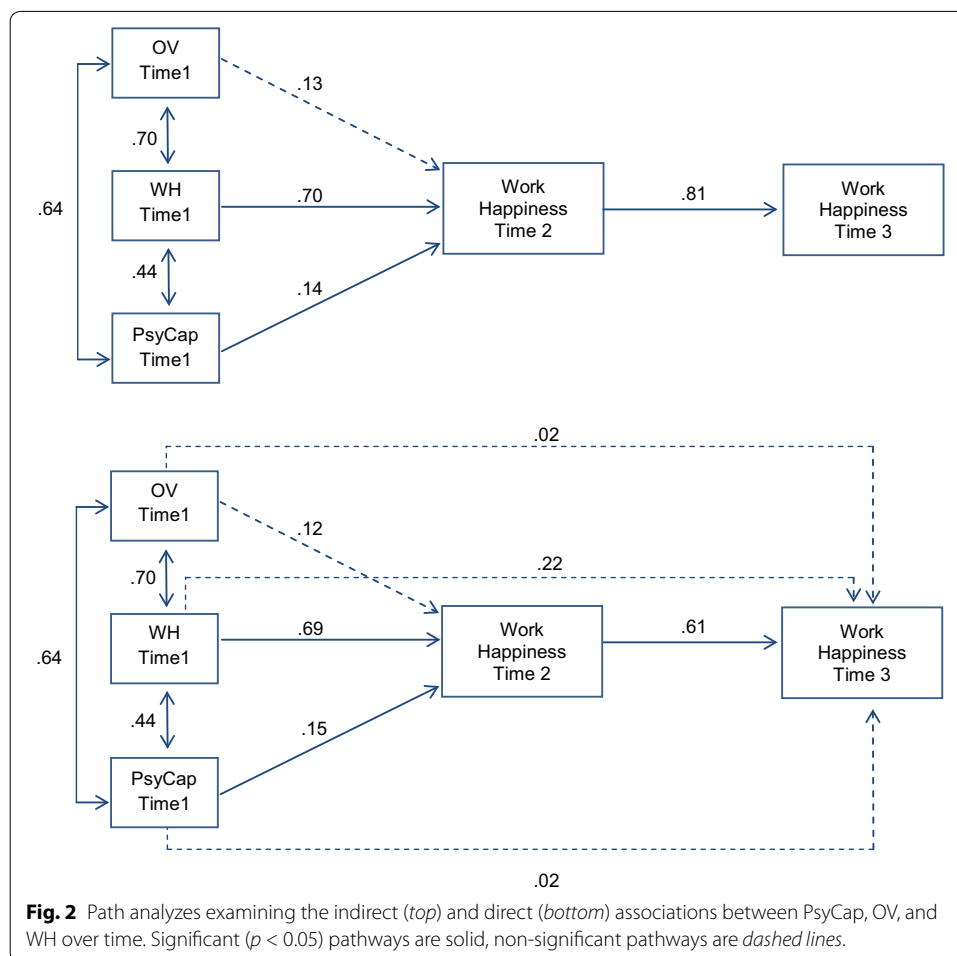 OV
Time1
.13
.70
WH
Time1
.70
Work
Happiness
Time 2
.81
Work
Happiness
Time 3
.64
.44
.14
PsyCap
Time1
.02
OV
Time1
.12
.70
.22
WH
Time1
.69
Work
Happiness
Time 2
.61
Work
Happiness
Time 3
.64
.44
.15
PsyCap
Time1
.02
Fig. 2 Path analyzes examining the indirect (top) and direct (bottom) associations between PsyCap, OV, and
WH over time. Significant (p < 0.05) pathways are solid, non-significant pathways are dashed lines.